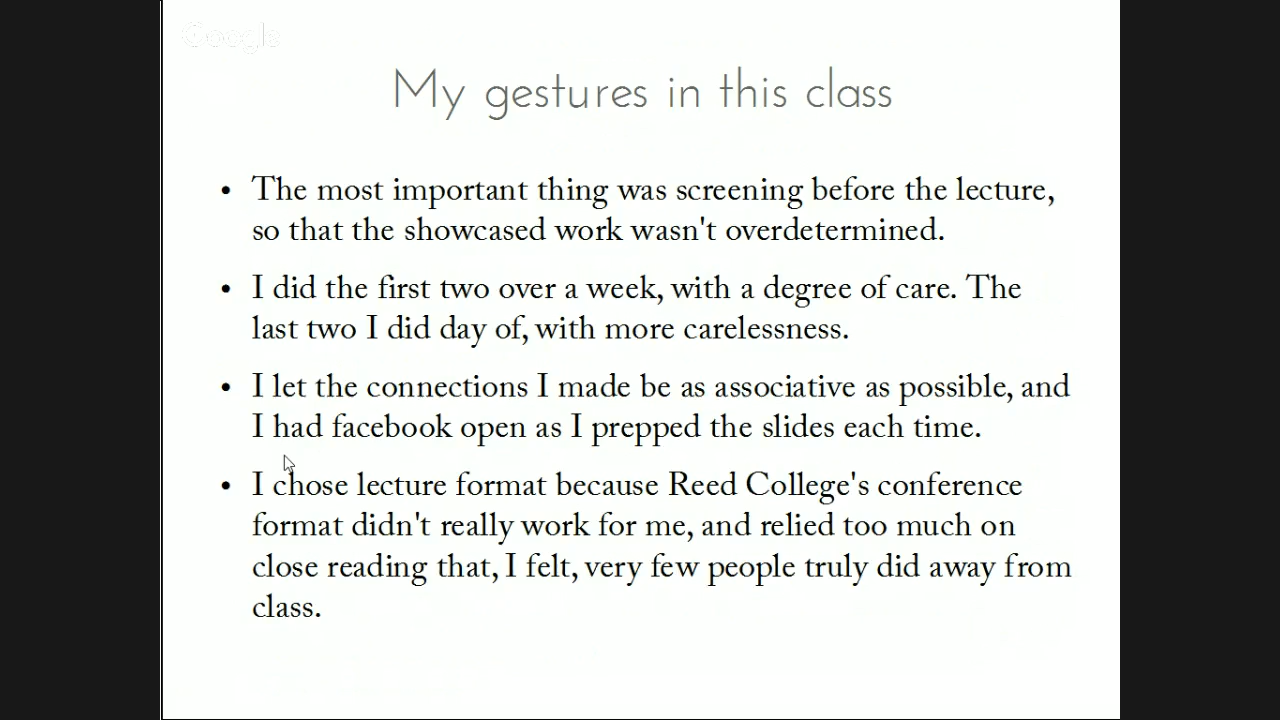 Google
My gestures in this class
• The most important thing was screening before the lecture,
so that the showcased work wasn't overdetermined.
• I did the first two over a week, with a degree of care. The
last two I did day of, with more carelessness.
• I let the connections I made be as associative as possible, and
I had facebook open as I prepped the slides each time.
• I chose lecture format because Reed College's conference
format didn't really work for me, and relied too much on
close reading that, I felt, very few people truly did away from
class.